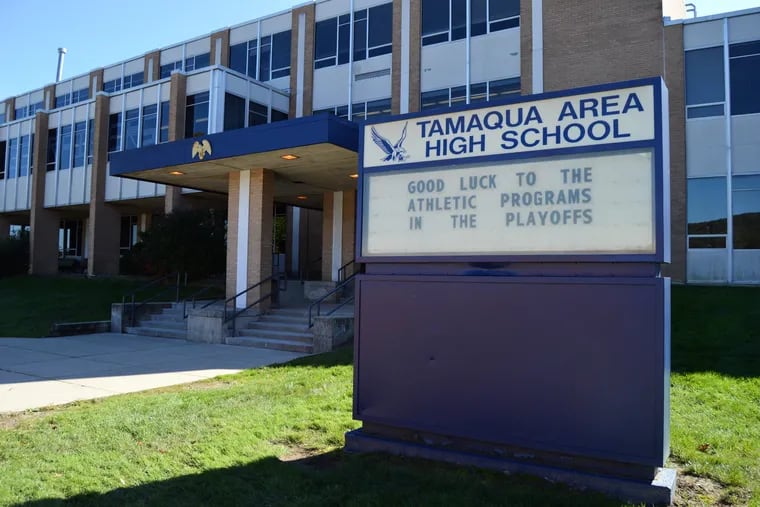 TAMAQUA AREA
HIGH SCHOOL
GOOD LUCK TO THE
ATHLETIC PROGRAMS
IN THE PLAYOFFS